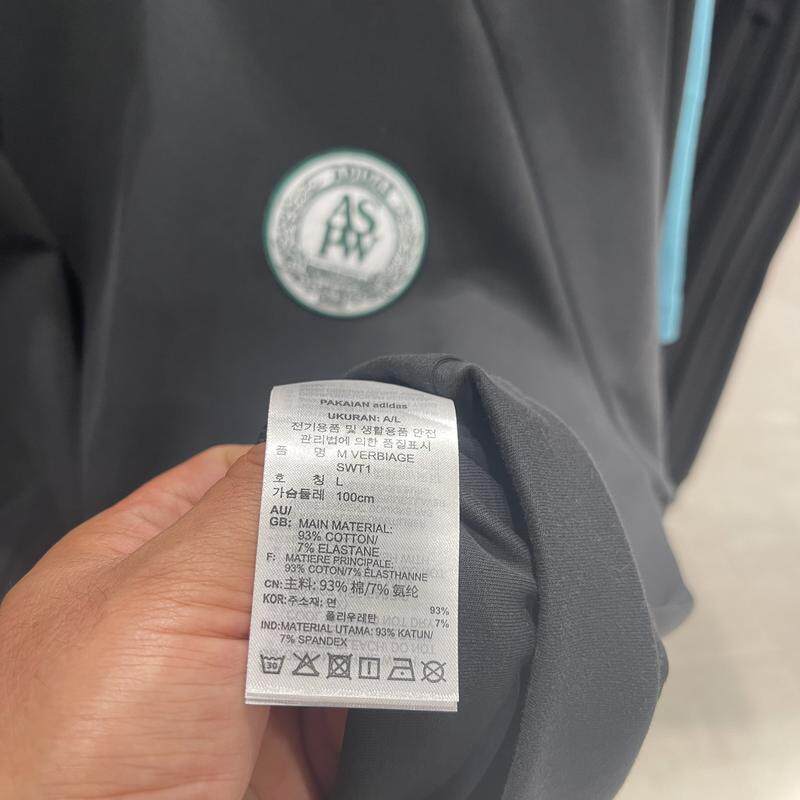 AS
PW
PAKAIAN adidas
UKURAN: A/L
전기용품 및 생활용품 안전
관리법에 의한 품질표시
품 명 M VERBIAGE
SWT1
호 칭 L
가슴둘레 100cm
AU/
GB: MAIN MATERIAL:
93% COTTON/
7% ELASTANE
F: MATIERE PRINCIPALE:
93% COTON/7% ÉLASTHANNE
CN:主料: 93% 棉/7% 氨纶
KOR:주소재: 면 93%
폴리우레탄 7%
IND:MATERIAL UTAMA: 93% KATUN/
7% SPANDEX
30